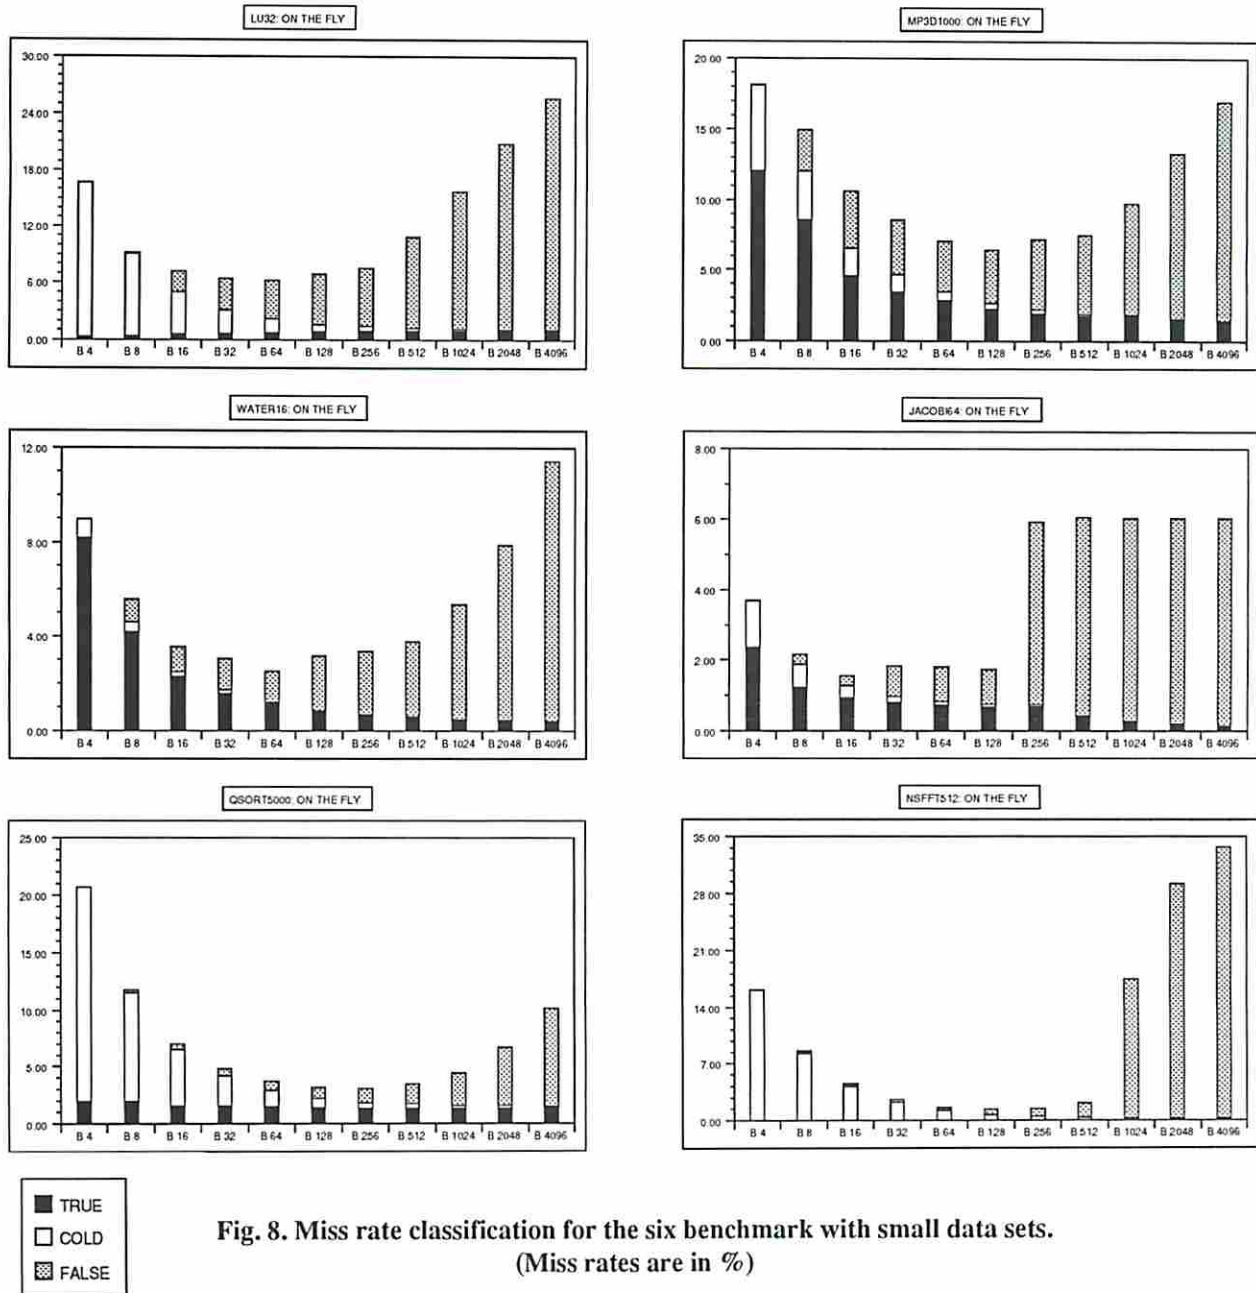 LU32: ON THE FLY
30.00
24.00
18.00
12.00
6.00
0.00
B 4 B 8 B 16 B 32 B 64 B 128 B 256 B 512 B 1024 B 2048 B 4096
MP3D1000: ON THE FLY
20.00
15.00
10.00
5.00
0.00
B 4 B 8 B 16 B 32 B 64 B 128 B 256 B 512 B 1024 B 2048 B 4096
WATER16: ON THE FLY
12.00
8.00
4.00
0.00
B 4 B 8 B 16 B 32 B 64 B 128 B 256 B 512 B 1024 B 2048 B 4096
JACOBI64: ON THE FLY
8.00
6.00
4.00
2.00
0.00
B 4 B 8 B 16 B 32 B 64 B 128 B 256 B 512 B 1024 B 2048 B 4096
QSORT5000: ON THE FLY
25.00
20.00
15.00
10.00
5.00
0.00
B 4 B 8 B 16 B 32 B 64 B 128 B 256 B 512 B 1024 B 2048 B 4096
NSFFT512: ON THE FLY
35.00
28.00
21.00
14.00
7.00
0.00
B 4 B 8 B 16 B 32 B 64 B 128 B 256 B 512 B 1024 B 2048 B 4096
TRUE
COLD
FALSE
Fig. 8. Miss rate classification for the six benchmark with small data sets.
(Miss rates are in %)